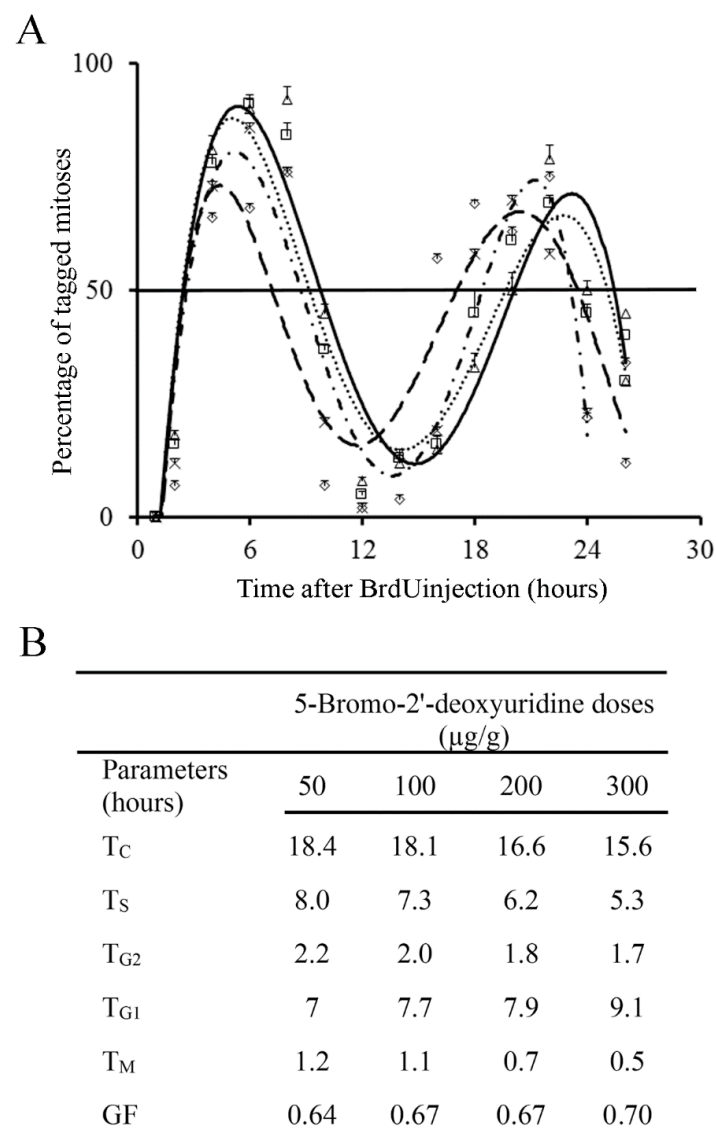 A
100
50
0
Percentage of tagged mitoses
0 6 12 18 24 30
Time after BrdUinjection (hours)
B
5-Bromo-2'-deoxyuridine doses
(µg/g)
Parameters
(hours) 50 100 200 300
TC 18.4 18.1 16.6 15.6
TS 8.0 7.3 6.2 5.3
TG2 2.2 2.0 1.8 1.7
TG1 7 7.7 7.9 9.1
TM 1.2 1.1 0.7 0.5
GF 0.64 0.67 0.67 0.70